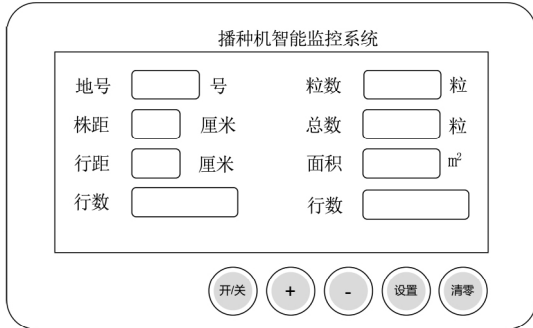 播种机智能监控系统
地号 号 粒数 粒
株距 厘米 总数 粒
行距 厘米 面积 m²
行数 行数
开/关 + - 设置 清零